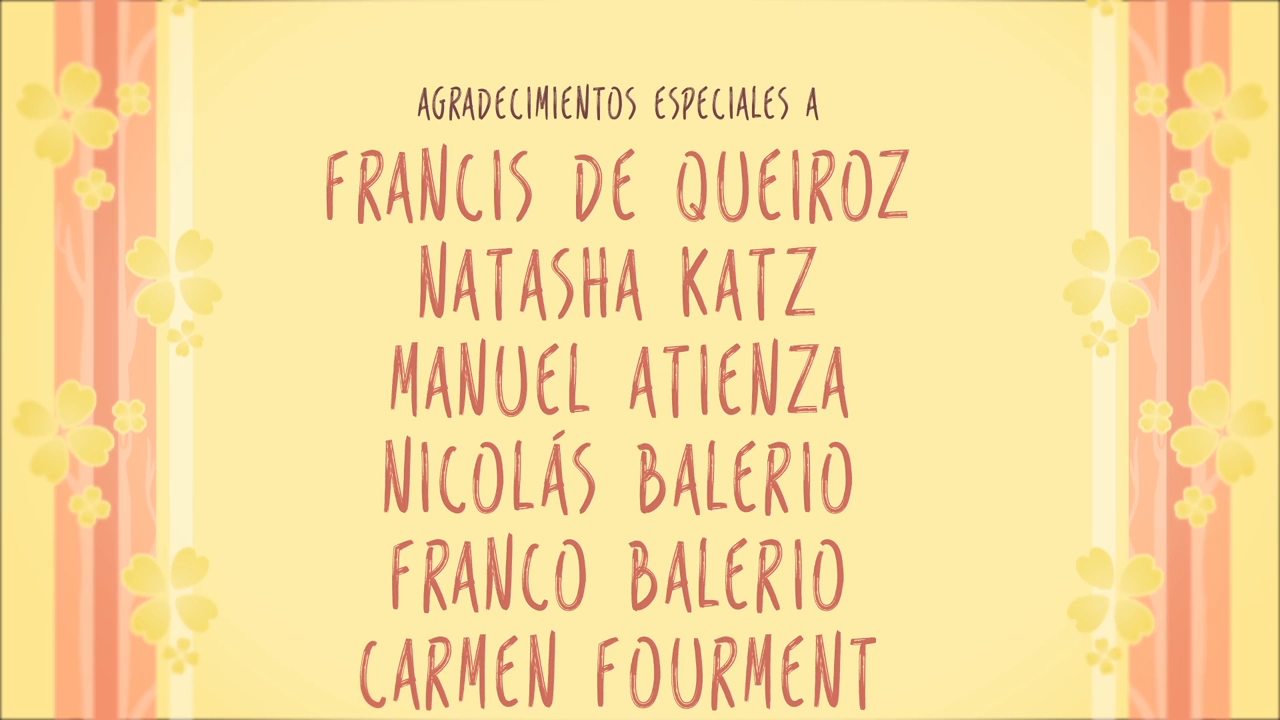 AGRADECIMIENTOS ESPECIALES A
FRANCIS DE QUEIROZ
NATASHA KATZ
MANUEL ATIENZA
NICOLÁS BALERIO
FRANCO BALERIO
CARMEN FOURMENT